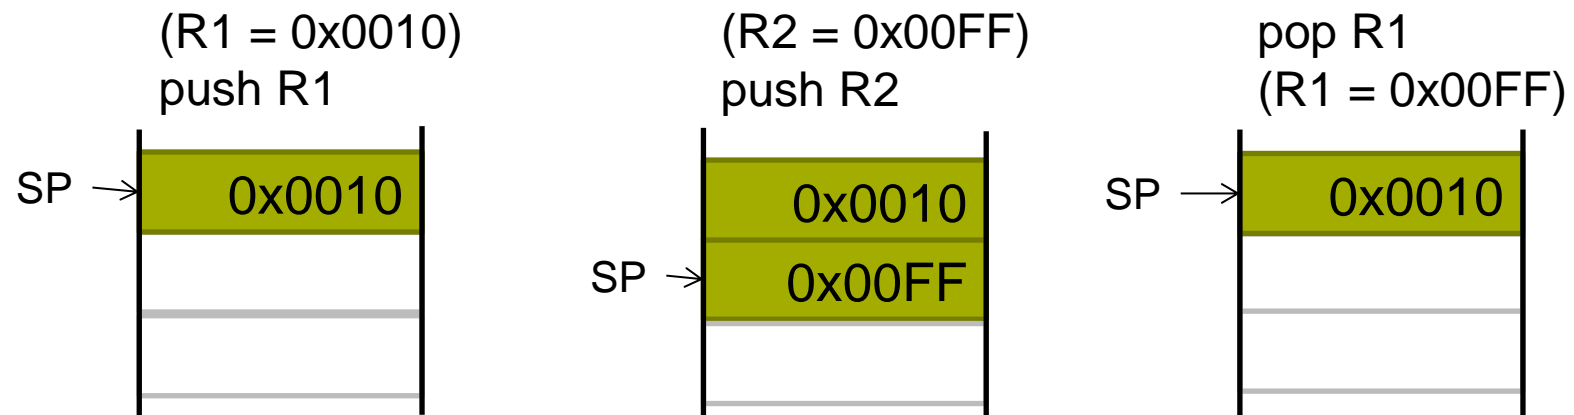 (R1 = 0x0010)
push R1
SP
0x0010
(R2 = 0x00FF)
push R2
0x0010
SP
0x00FF
pop R1
(R1 = 0x00FF)
SP
0x0010